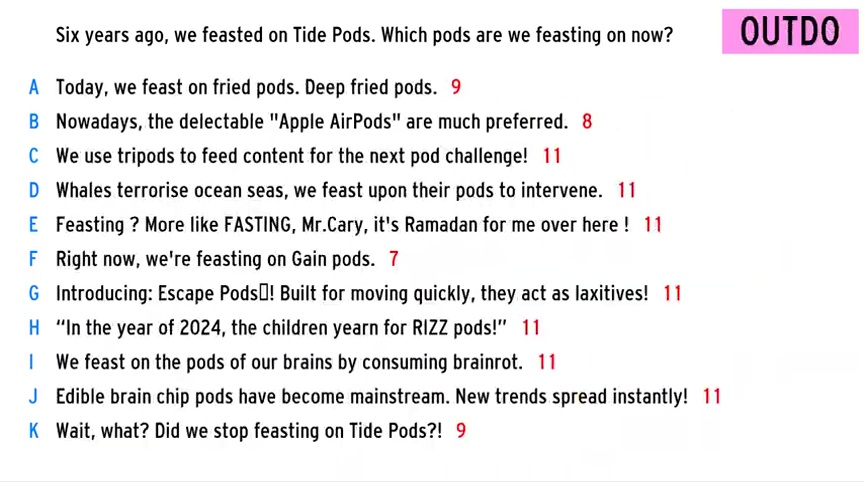 Six years ago, we feasted on Tide Pods. Which pods are we feasting on now?
OUTDO
A Today, we feast on fried pods. Deep fried pods. 9
B Nowadays, the delectable "Apple AirPods" are much preferred. 8
C We use tripods to feed content for the next pod challenge! 11
D Whales terrorise ocean seas, we feast upon their pods to intervene. 11
E Feasting ? More like FASTING, Mr.Cary, it's Ramadan for me over here ! 11
F Right now, we're feasting on Gain pods. 7
G Introducing: Escape Pods▯! Built for moving quickly, they act as laxitives! 11
H “In the year of 2024, the children yearn for RIZZ pods!” 11
I We feast on the pods of our brains by consuming brainrot. 11
J Edible brain chip pods have become mainstream. New trends spread instantly! 11
K Wait, what? Did we stop feasting on Tide Pods?! 9